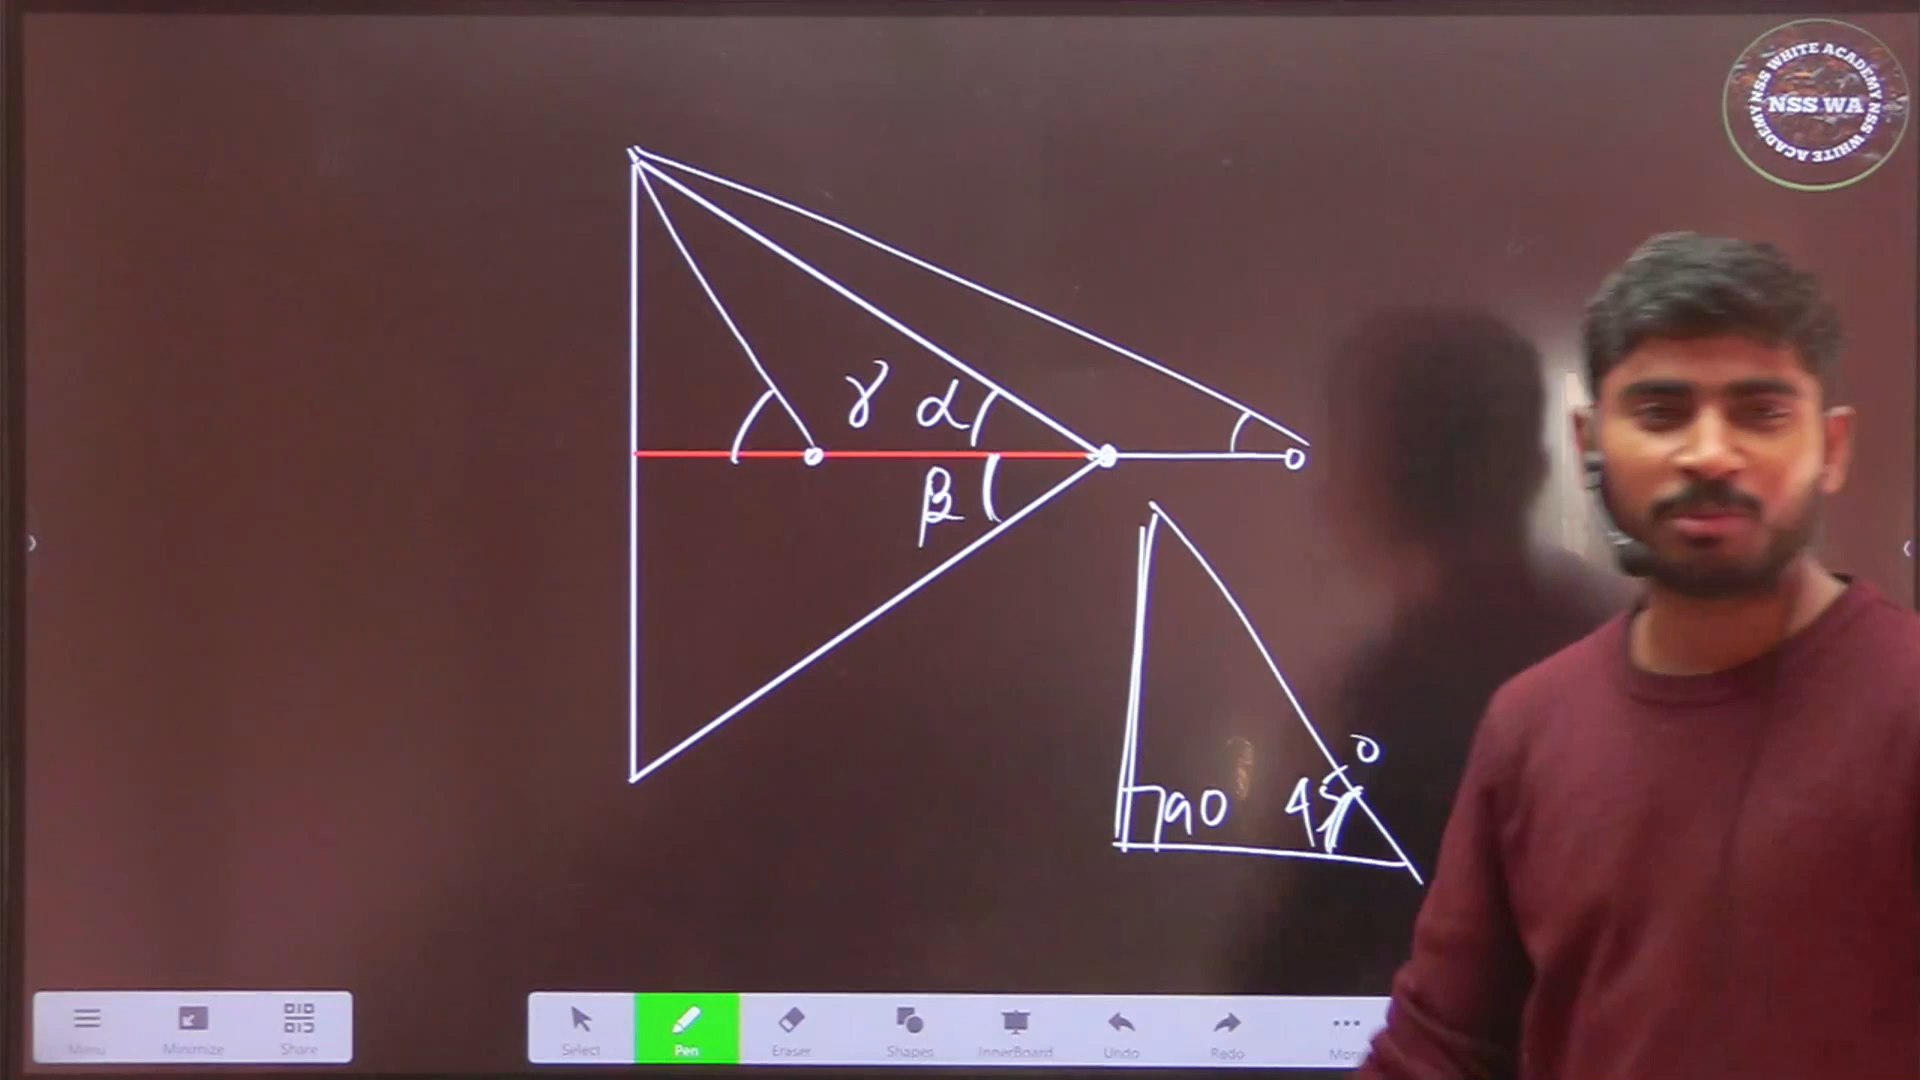 NSS WHITE ACADEMY NSS WHITE ACADEMY
NSS WA
γ α
β
90 45°
Menu Minimize Share
Select Pen Eraser Shapes InnerBoard Undo Redo